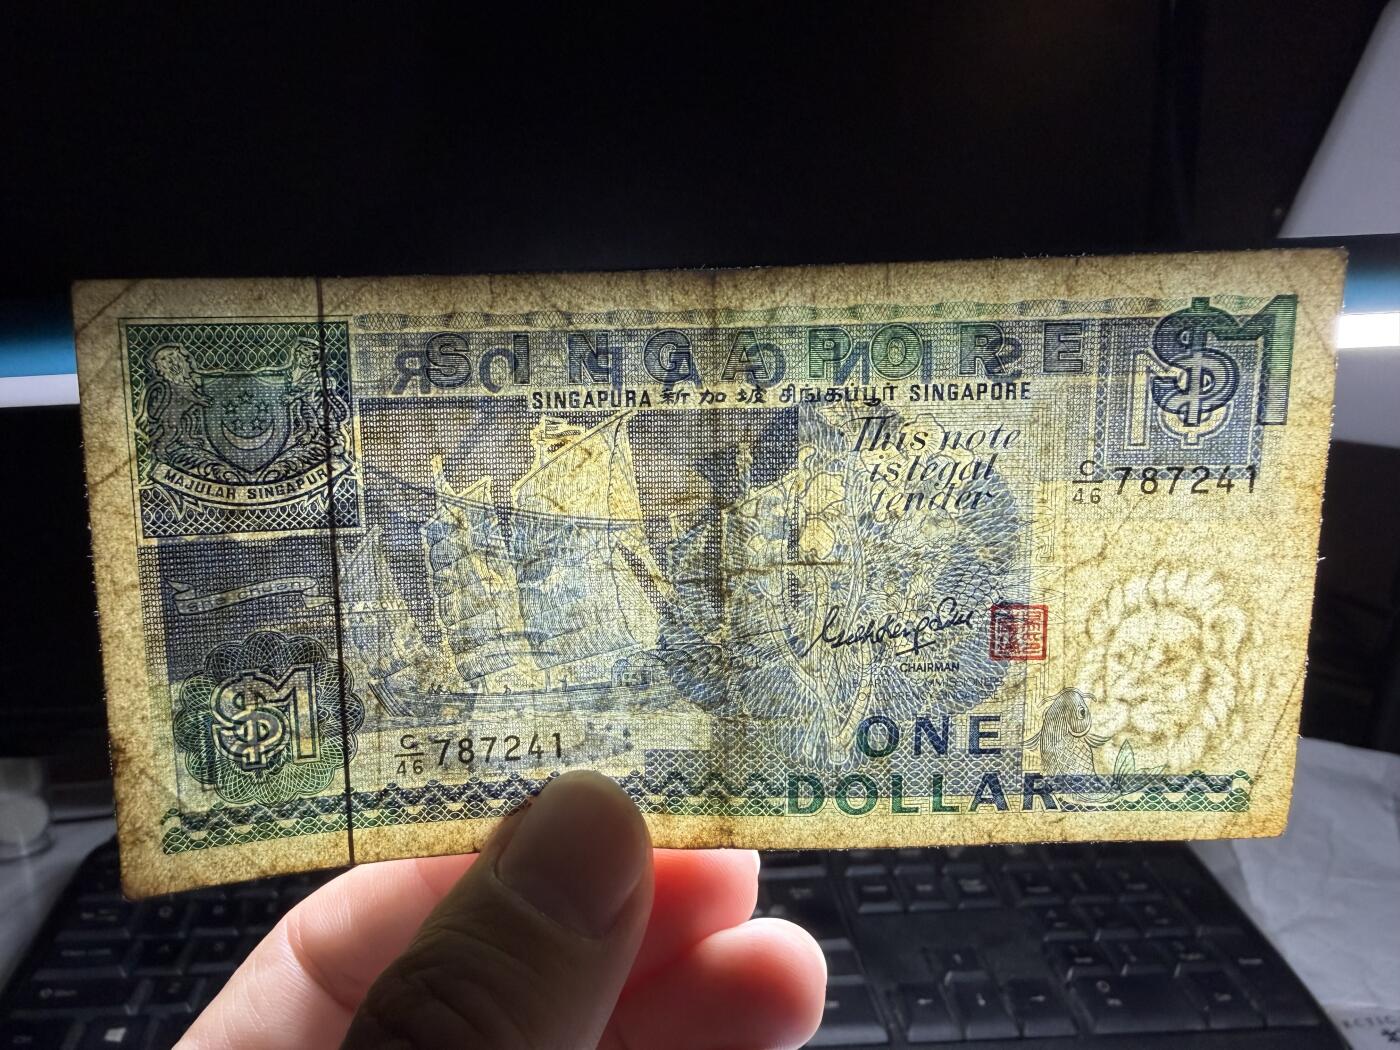 SINGAPORE
$1
SINGAPURA 新加坡 சிங்கப்பூர் SINGAPORE
This note
is legal
tender
C/46 787241
MAJULAH SINGAPURA
CHAIRMAN
$1
C/46 787241
ONE
DOLLAR